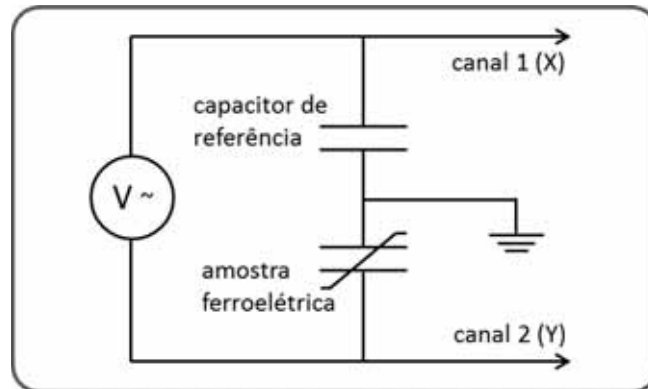 canal 1 (X)
capacitor de
referência
V ~
amostra
ferroelétrica
canal 2 (Y)